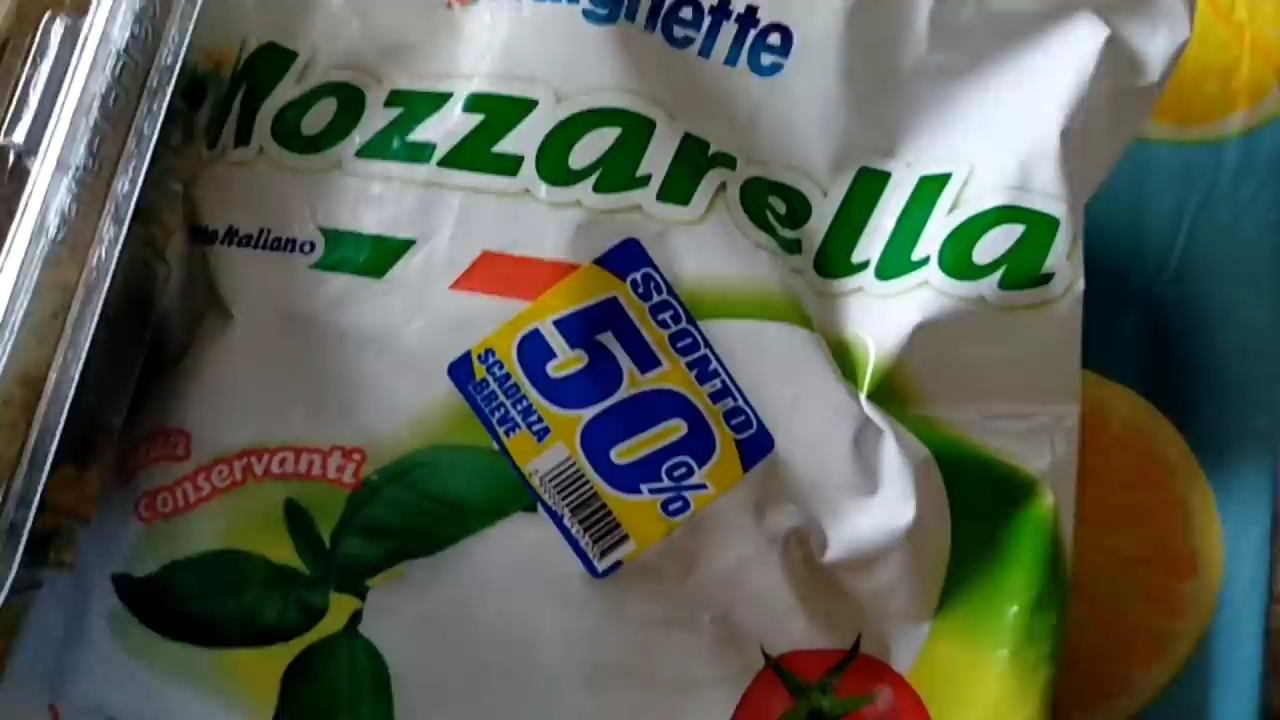 Mozzarella
Italiano
SCONTO
50%
SCADENZA
BREVE
conservanti